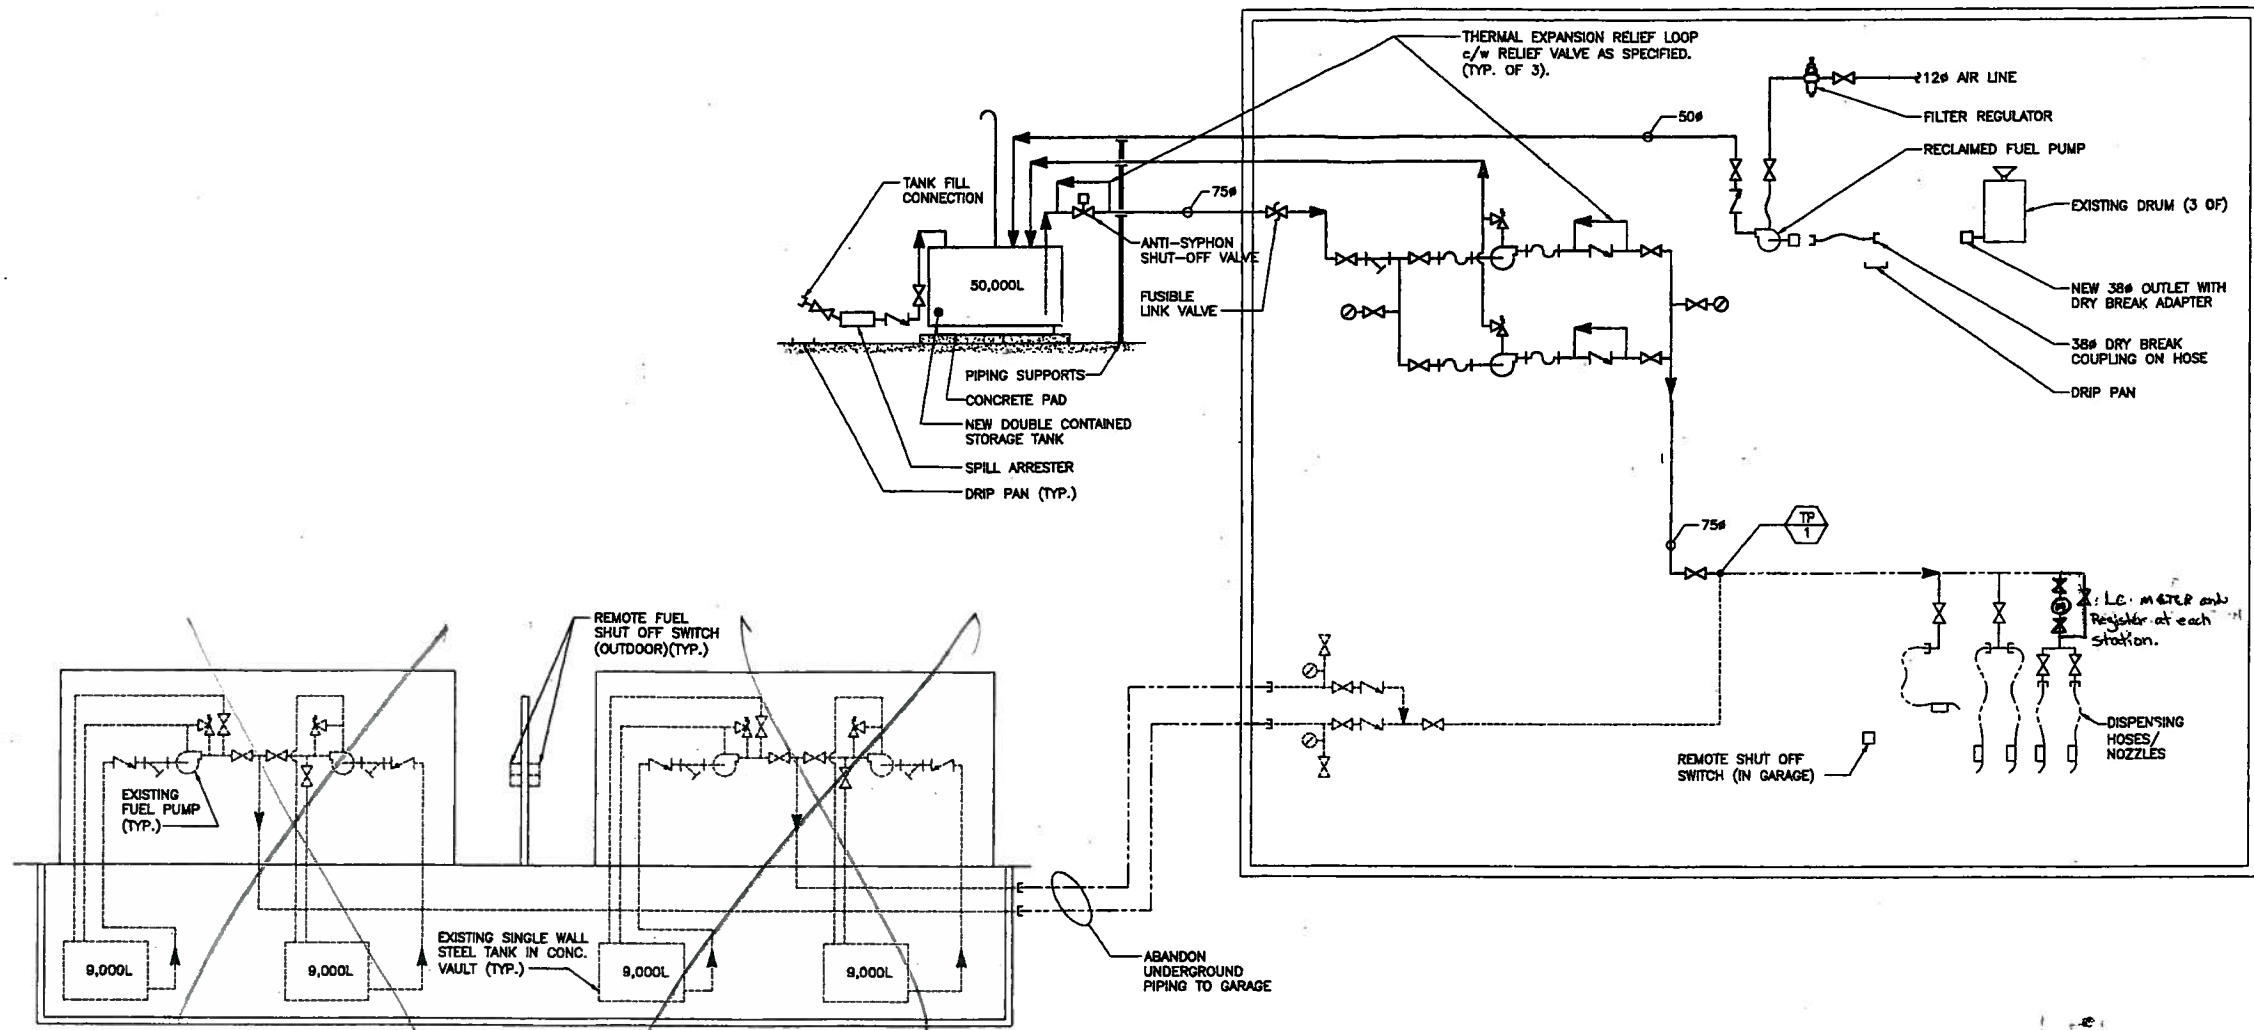 THERMAL EXPANSION RELIEF LOOP
c/w RELIEF VALVE AS SPECIFIED.
(TYP. OF 3).
12ø AIR LINE
FILTER REGULATOR
50ø
RECLAIMED FUEL PUMP
TANK FILL
CONNECTION
75ø
EXISTING DRUM (3 OF)
ANTI-SYPHON
SHUT-OFF VALVE
50,000L
FUSIBLE
LINK VALVE
NEW 38ø OUTLET WITH
DRY BREAK ADAPTER
38ø DRY BREAK
COUPLING ON HOSE
DRIP PAN
PIPING SUPPORTS
CONCRETE PAD
NEW DOUBLE CONTAINED
STORAGE TANK
SPILL ARRESTER
DRIP PAN (TYP.)
75ø
TP
1
: L.C. METER and
Register at each
station.
REMOTE FUEL
SHUT OFF SWITCH
(OUTDOOR)(TYP.)
DISPENSING
HOSES/
NOZZLES
REMOTE SHUT OFF
SWITCH (IN GARAGE)
EXISTING
FUEL PUMP
(TYP.)
EXISTING SINGLE WALL
STEEL TANK IN CONC.
VAULT (TYP.)
9,000L
9,000L
9,000L
9,000L
ABANDON
UNDERGROUND
PIPING TO GARAGE